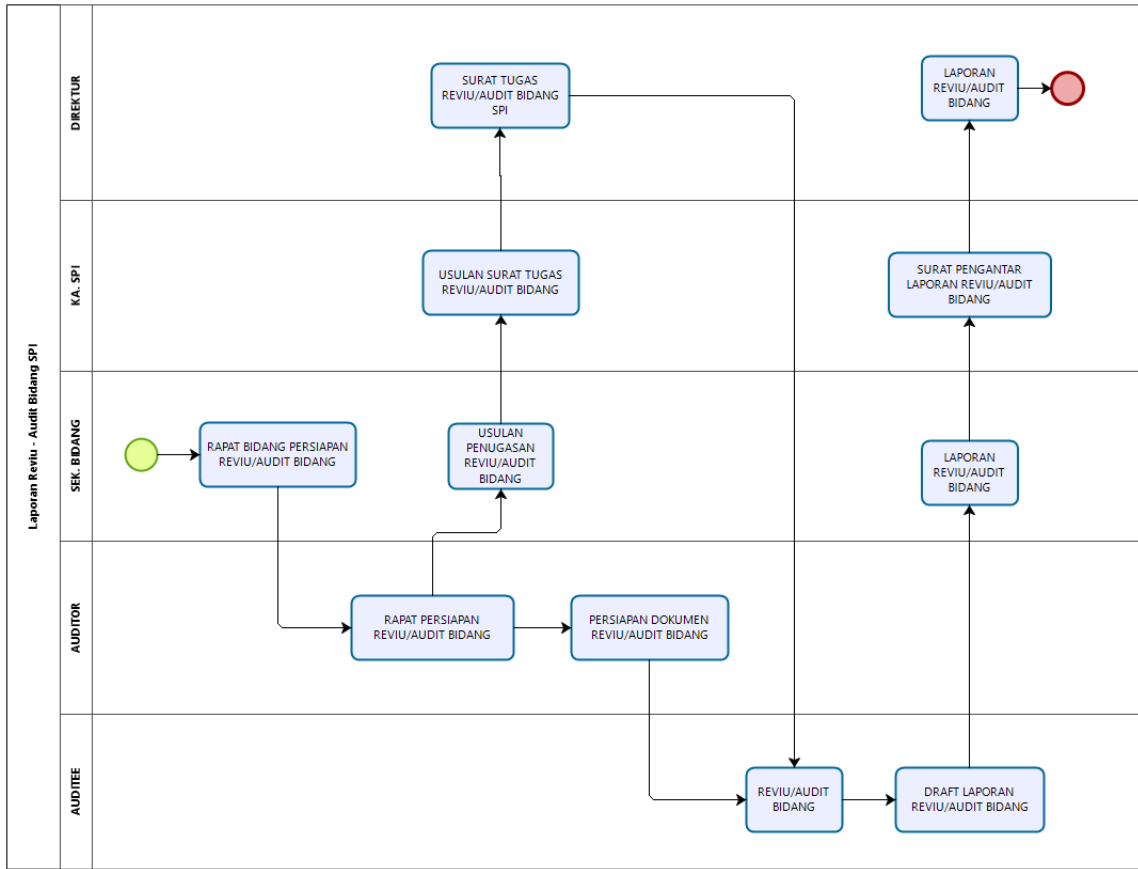 Laporan Reviu - Audit Bidang SPI
DIREKTUR
SURAT TUGAS
REVIU/AUDIT BIDANG
SPI
LAPORAN
REVIU/AUDIT
BIDANG
KA. SPI
USULAN SURAT TUGAS
REVIU/AUDIT BIDANG
SURAT PENGANTAR
LAPORAN REVIU/AUDIT
BIDANG
SEK. BIDANG
RAPAT BIDANG PERSIAPAN
REVIU/AUDIT BIDANG
USULAN
PENUGASAN
REVIU/AUDIT
BIDANG
LAPORAN
REVIU/AUDIT
BIDANG
AUDITOR
RAPAT PERSIAPAN
REVIU/AUDIT BIDANG
PERSIAPAN DOKUMEN
REVIU/AUDIT BIDANG
AUDITEE
REVIU/AUDIT
BIDANG
DRAFT LAPORAN
REVIU/AUDIT BIDANG